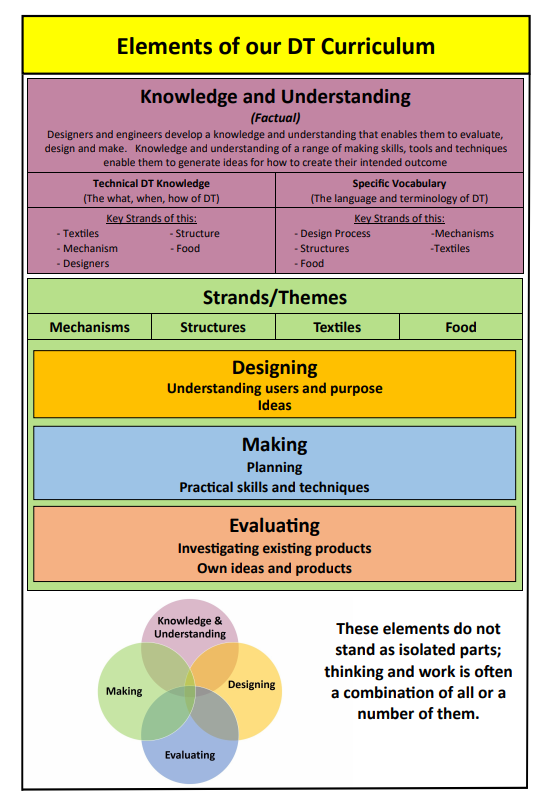 Elements of our DT Curriculum
Knowledge and Understanding
(Factual)
Designers and engineers develop a knowledge and understanding that enables them to evaluate,
design and make.   Knowledge and understanding of a range of making skills, tools and techniques
enable them to generate ideas for how to create their intended outcome
Technical DT Knowledge
(The what, when, how of DT)
Key Strands of this:
- Textiles - Structure
- Mechanism - Food
- Designers
Specific Vocabulary
(The language and terminology of DT)
Key Strands of this:
- Design Process -Mechanisms
- Structures -Textiles
- Food
Strands/Themes
Mechanisms Structures Textiles Food
Designing
Understanding users and purpose
Ideas
Making
Planning
Practical skills and techniques
Evaluating
Investigating existing products
Own ideas and products
Knowledge &
Understanding
Making
Designing
Evaluating
These elements do not
stand as isolated parts;
thinking and work is often
a combination of all or a
number of them.